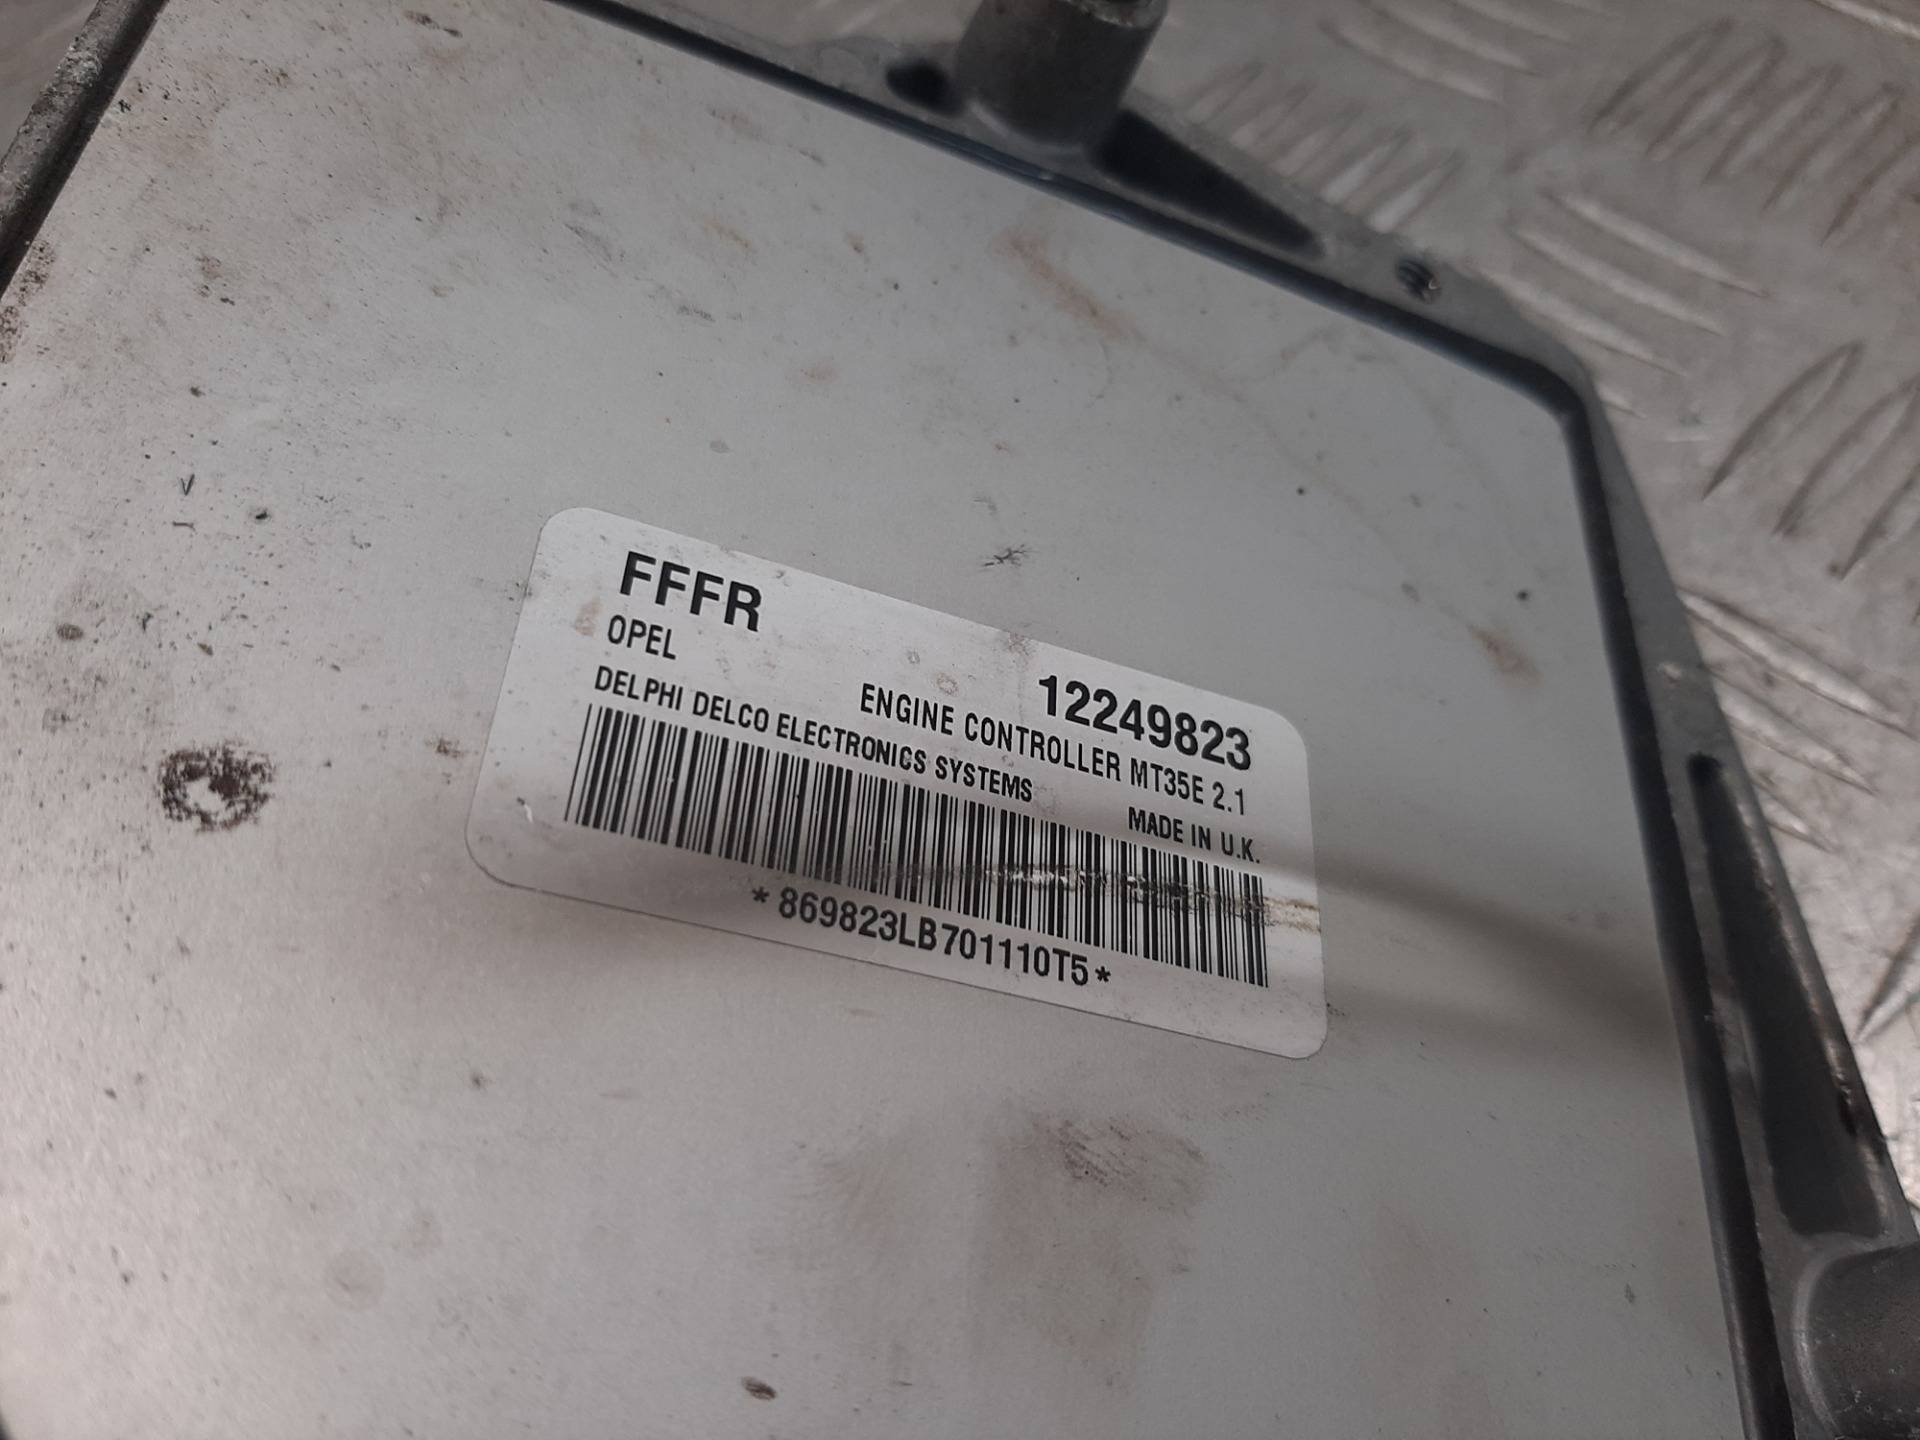 FFFR
12249823
OPEL
ENGINE CONTROLLER MT35E 2.1
DELPHI DELCO ELECTRONICS SYSTEMS
MADE IN U.K.
*869823LB701110T5*